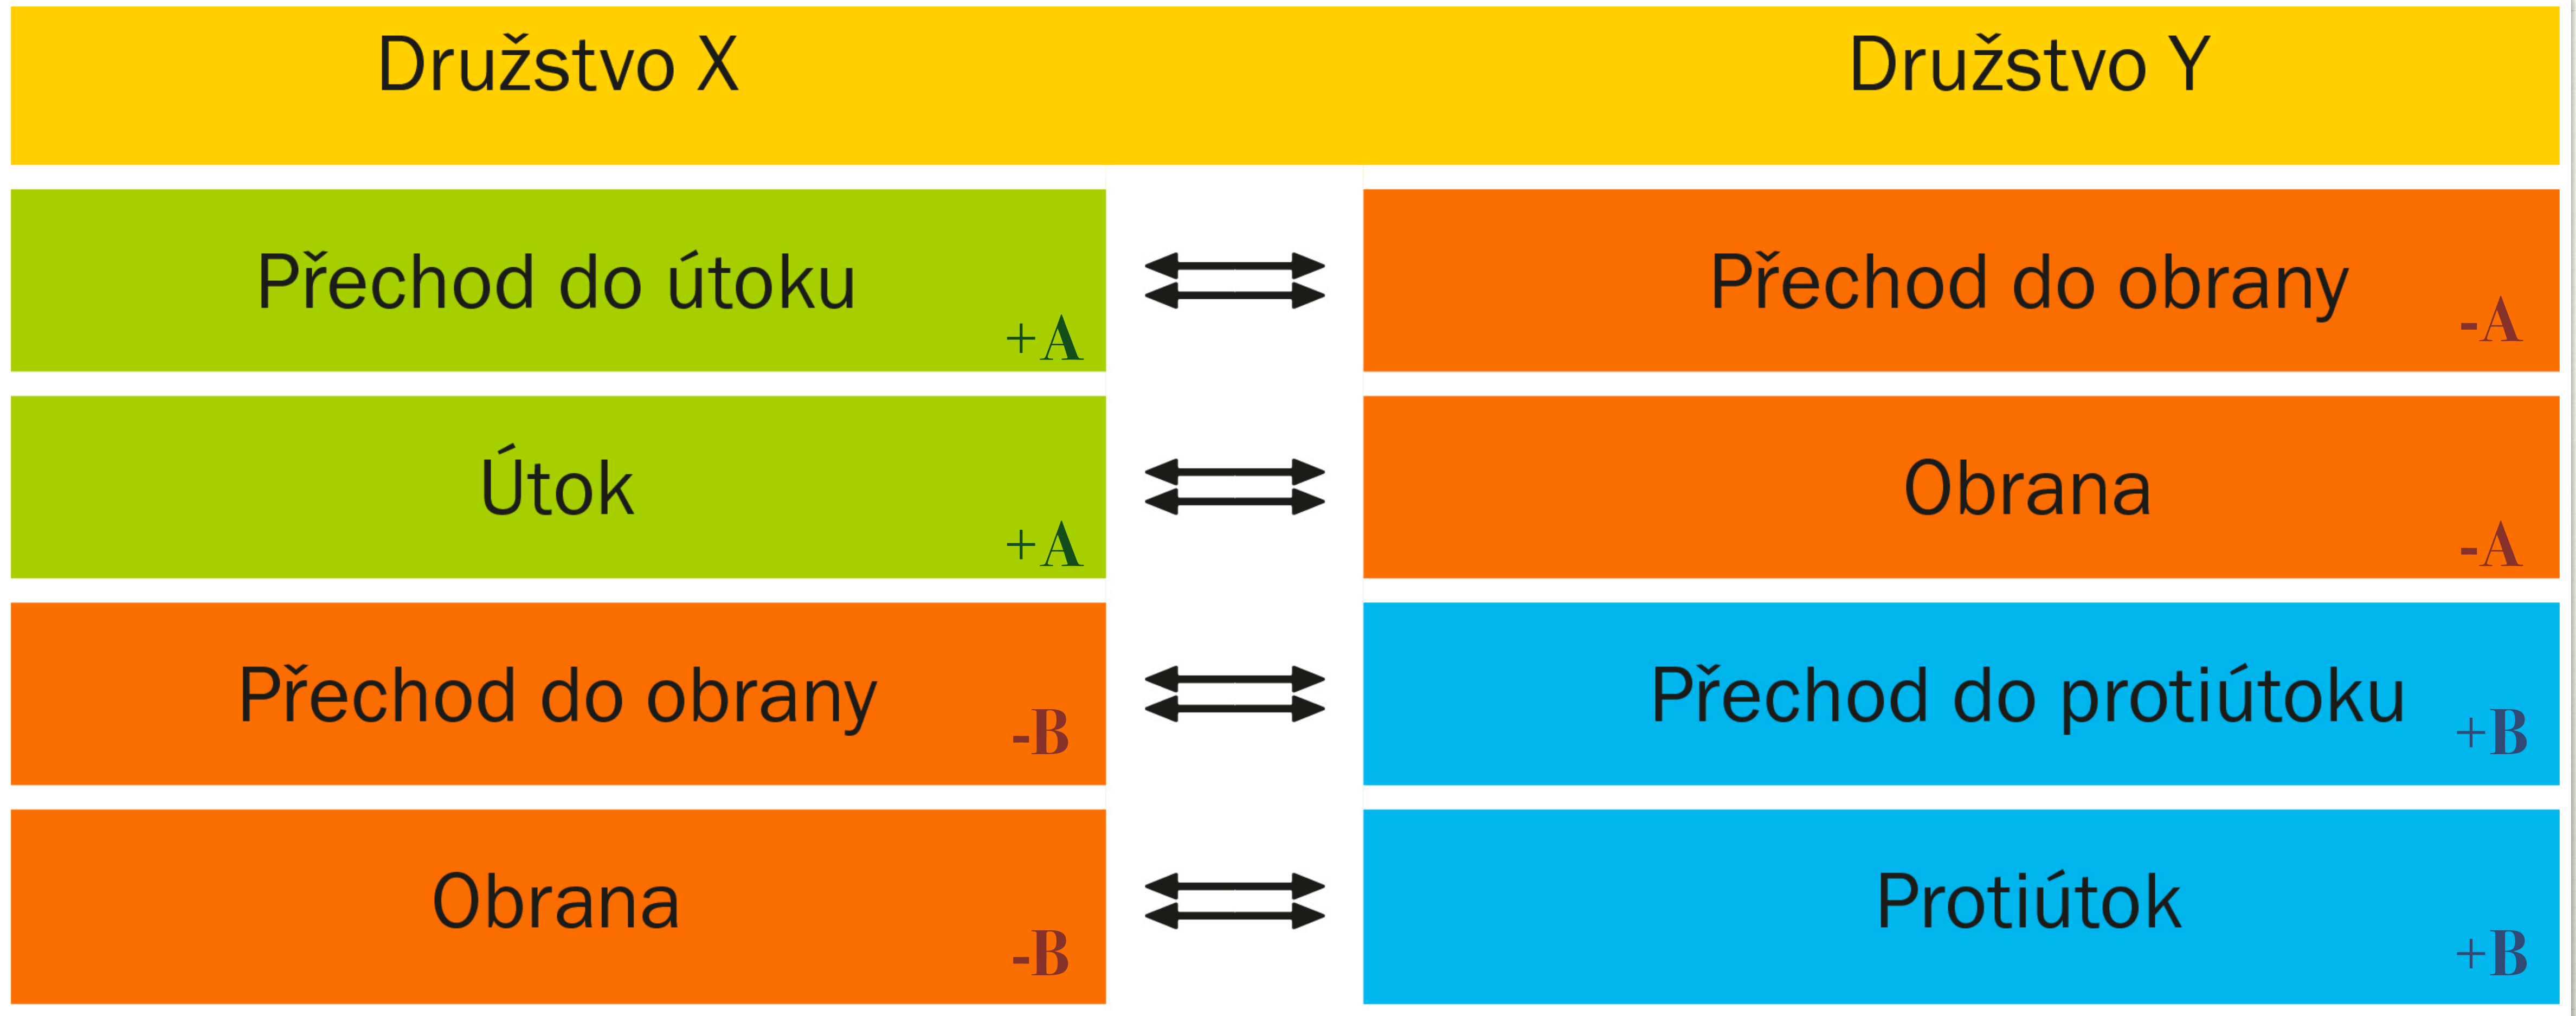 Družstvo X Družstvo Y
Přechod do útoku +A Přechod do obrany -A
Útok +A Obrana -A
Přechod do obrany -B Přechod do protiútoku +B
Obrana -B Protiútok +B